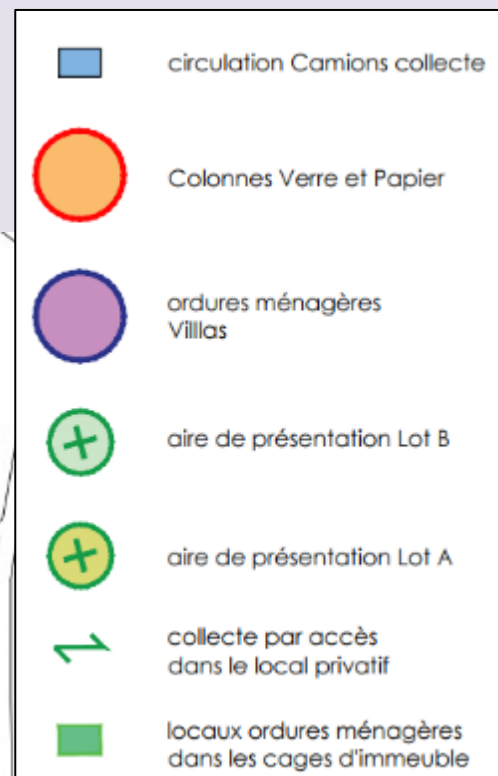 circulation Camions collecte
Colonnes Verre et Papier
ordures ménagères
Villlas
aire de présentation Lot B
aire de présentation Lot A
collecte par accès
dans le local privatif
locaux ordures ménagères
dans les cages d'immeuble